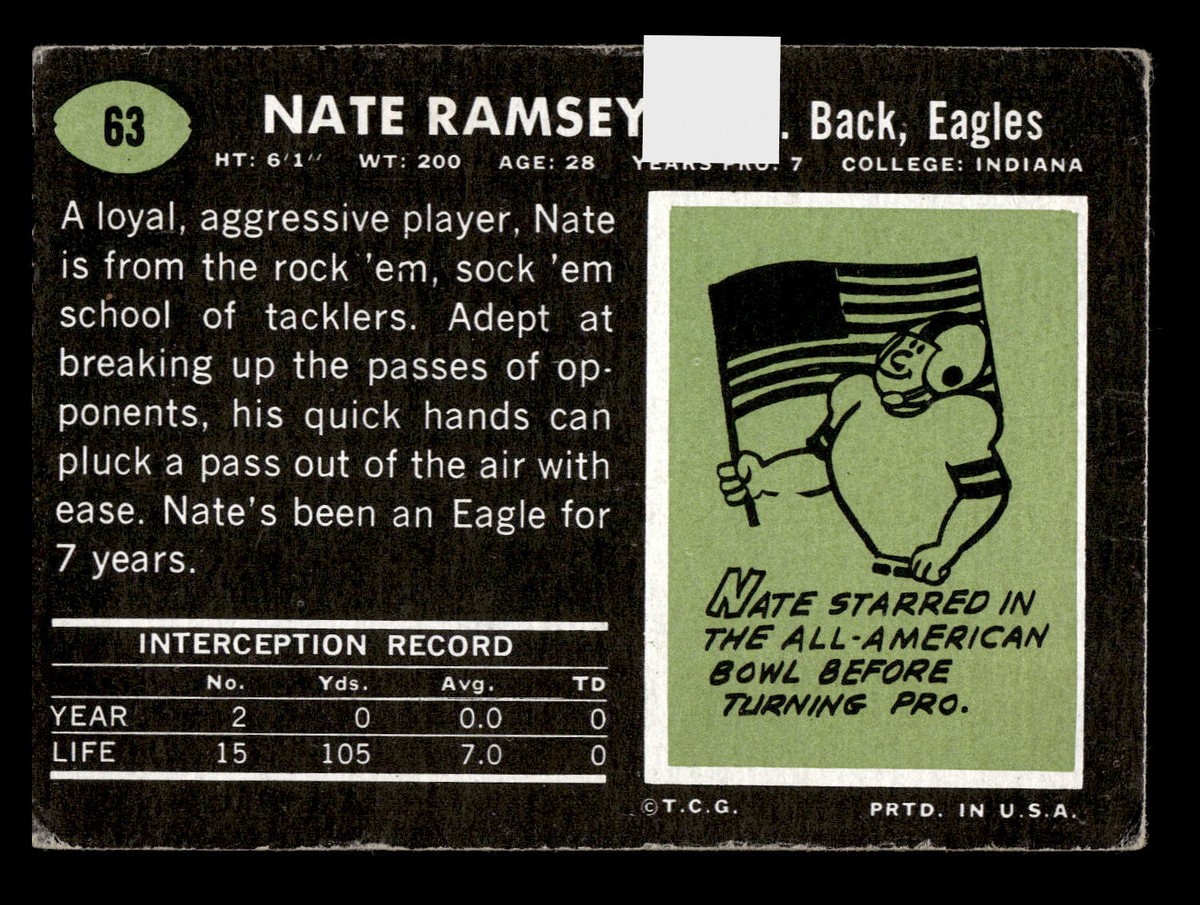 63
NATE RAMSEY . Back, Eagles
HT: 6'1" WT: 200 AGE: 28 YEARS PRO: 7 COLLEGE: INDIANA
A loyal, aggressive player, Nate
is from the rock 'em, sock 'em
school of tacklers. Adept at
breaking up the passes of op-
ponents, his quick hands can
pluck a pass out of the air with
ease. Nate's been an Eagle for
7 years.
INTERCEPTION RECORD
No. Yds. Avg. TD
YEAR 2 0 0.0 0
LIFE 15 105 7.0 0
NATE STARRED IN
THE ALL-AMERICAN
BOWL BEFORE
TURNING PRO.
©T.C.G. PRTD. IN U.S.A.